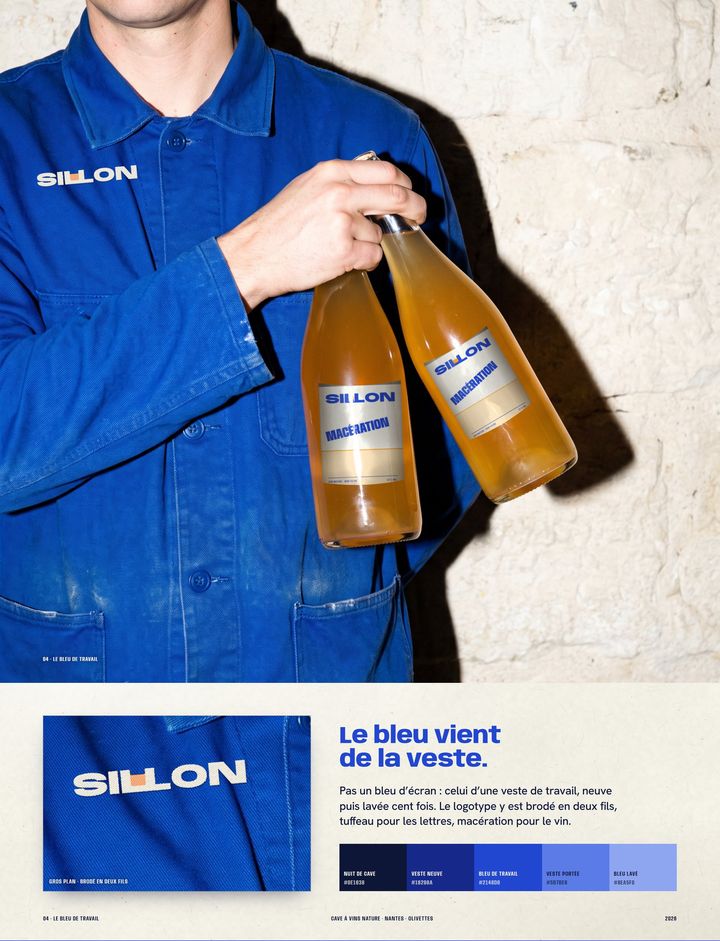 SILLON
SILLON
MACÉRATION
SILLON
MACÉRATION
04 · LE BLEU DE TRAVAIL
SILLON
GROS PLAN · BRODÉ EN DEUX FILS
Le bleu vient
de la veste.
Pas un bleu d’écran : celui d’une veste de travail, neuve
puis lavée cent fois. Le logotype y est brodé en deux fils,
tuffeau pour les lettres, macération pour le vin.
NUIT DE CAVE
VESTE NEUVE
BLEU DE TRAVAIL
VESTE PORTÉE
BLEU LAVÉ
#2148D8
04 · LE BLEU DE TRAVAIL
CAVE À VINS NATURE · NANTES · OLIVETTES
2026